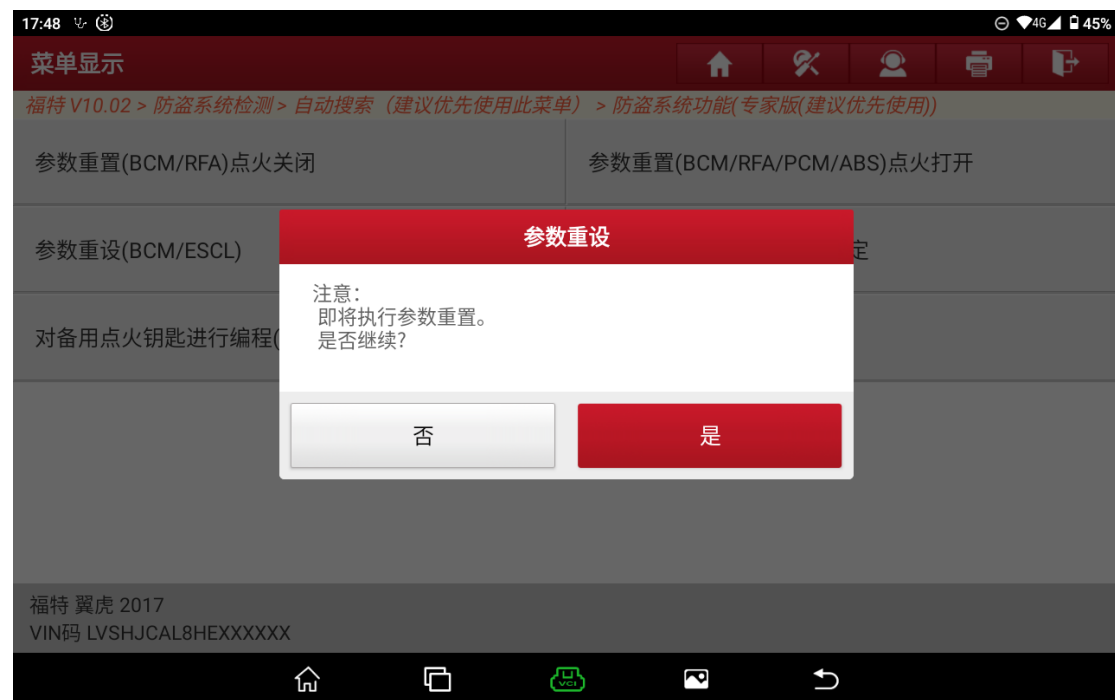 17:48
4G 45%
菜单显示
福特 V10.02 > 防盗系统检测 > 自动搜索（建议优先使用此菜单） > 防盗系统功能(专家版(建议优先使用))
参数重置(BCM/RFA)点火关闭
参数重置(BCM/RFA/PCM/ABS)点火打开
参数重设(BCM/ESCL)
定
对备用点火钥匙进行编程(
参数重设
注意：
即将执行参数重置。
是否继续?
否
是
福特 翼虎 2017
VIN码 LVSHJCAL8HEXXXXXX
VCI